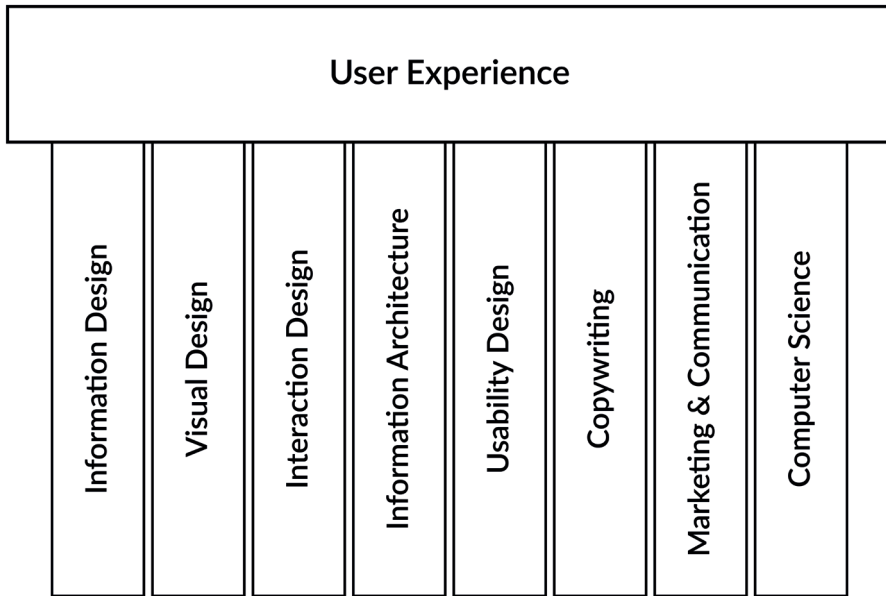 User Experience
Information Design
Visual Design
Interaction Design
Information Architecture
Usability Design
Copywriting
Marketing & Communication
Computer Science